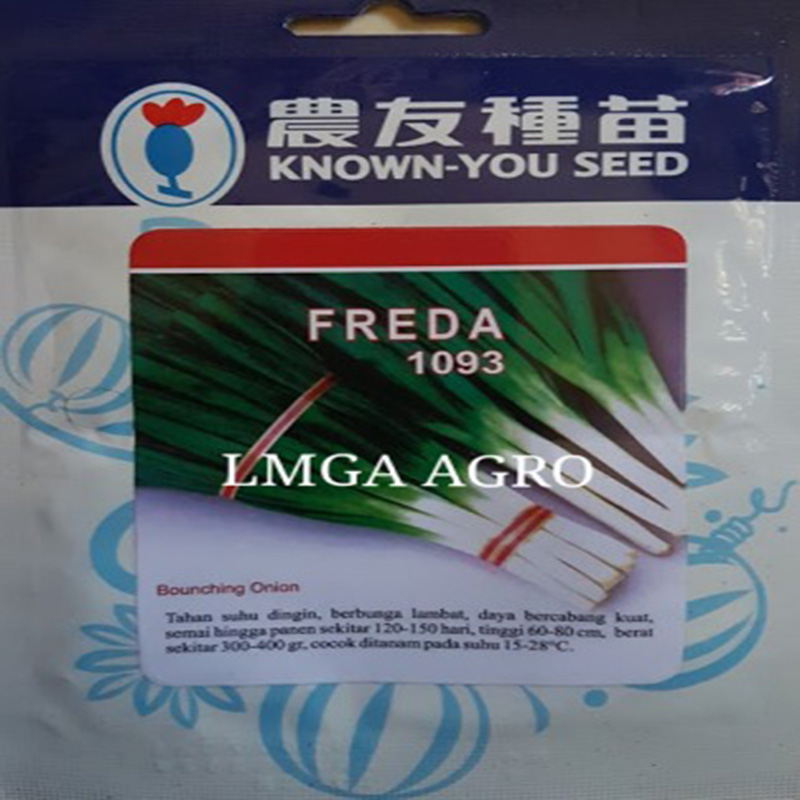 農友種苗
KNOWN-YOU SEED
FREDA
1093
LMGA AGRO
Bounching Onion
Tahan suhu dingin, berbunga lambat, daya bercabang kuat,
semai hingga panen sekitar 120-150 hari, tinggi 60-80 cm, berat
sekitar 300-400 gr, cocok ditanam pada suhu 15-28°C.